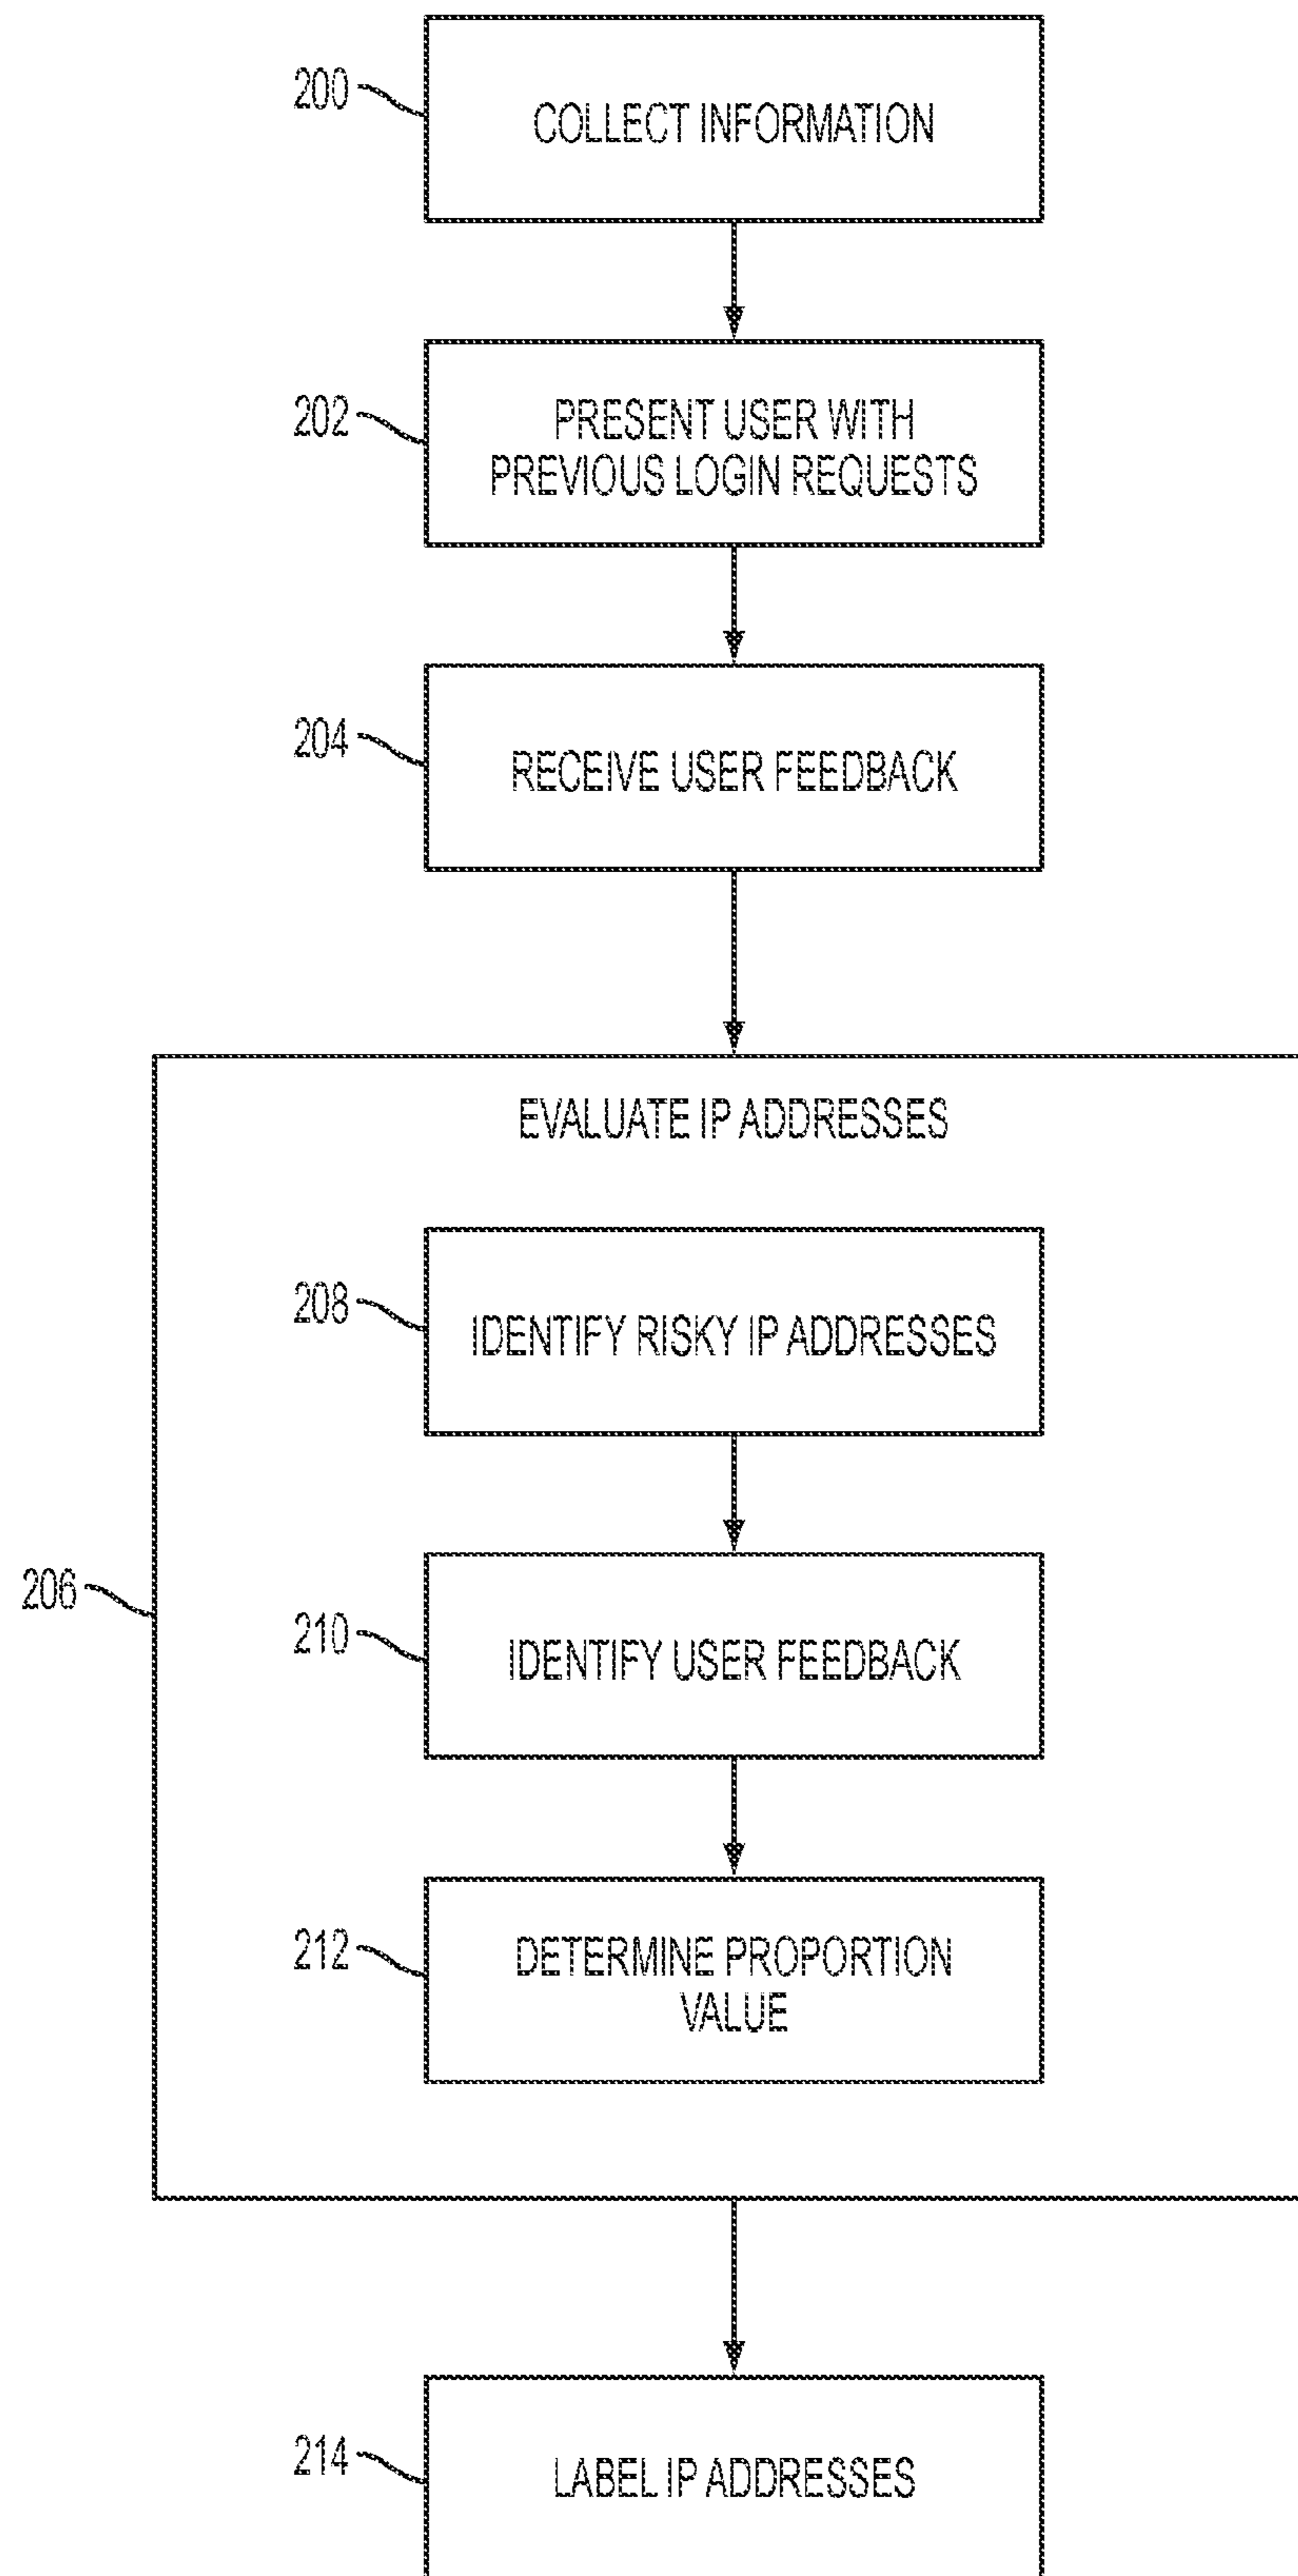 200
COLLECT INFORMATION
202
PRESENT USER WITH
PREVIOUS LOGIN REQUESTS
204
RECEIVE USER FEEDBACK
EVALUATE IP ADDRESSES
208
IDENTIFY RISKY IP ADDRESSES
206
210
IDENTIFY USER FEEDBACK
212
DETERMINE PROPORTION
VALUE
214
LABEL IP ADDRESSES